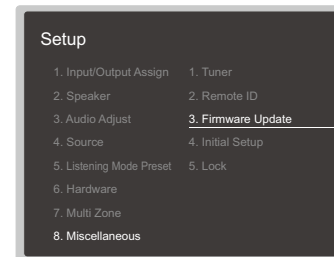 Setup
1. Input/Output Assign
2. Speaker
3. Audio Adjust
4. Source
5. Listening Mode Preset
6. Hardware
7. Multi Zone
8. Miscellaneous
1. Tuner
2. Remote ID
3. Firmware Update
4. Initial Setup
5. Lock